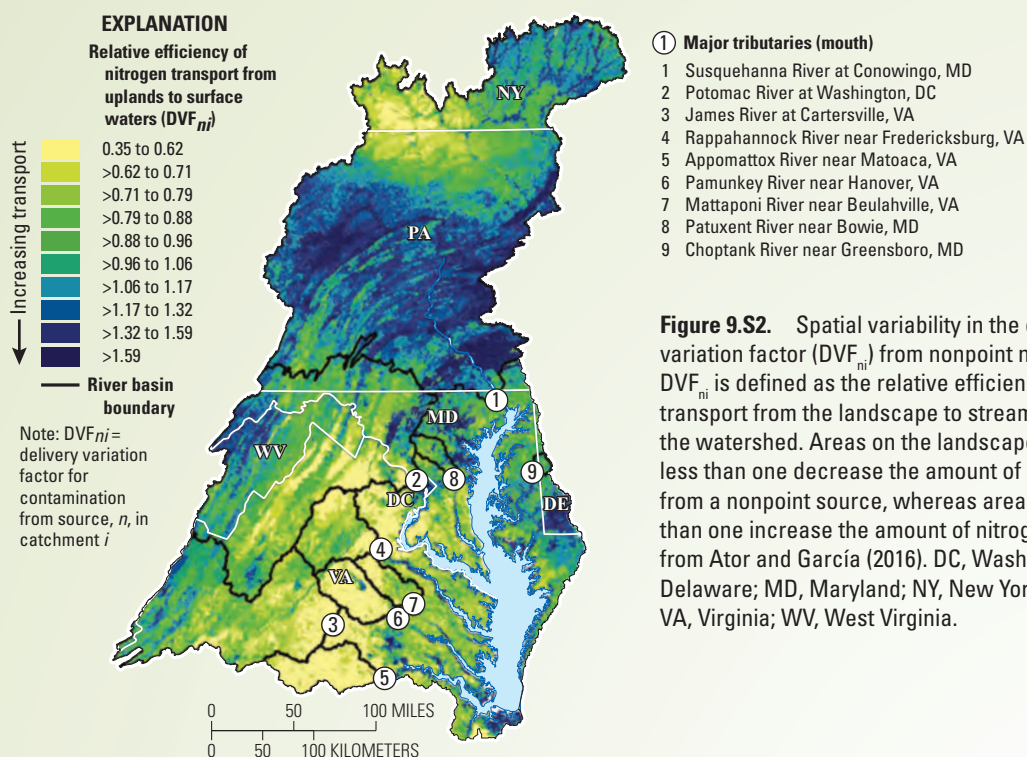 EXPLANATION
Relative efficiency of
nitrogen transport from
uplands to surface
waters (DVFni)
Increasing transport
0.35 to 0.62
>0.62 to 0.71
>0.71 to 0.79
>0.79 to 0.88
>0.88 to 0.96
>0.96 to 1.06
>1.06 to 1.17
>1.17 to 1.32
>1.32 to 1.59
>1.59
River basin
boundary
Note: DVFni =
delivery variation
factor for
contamination
from source, n, in
catchment i
NY
PA
MD
WV
DC
DE
VA
1
2
8
9
4
7
6
3
5
0 50 100 MILES
0 50 100 KILOMETERS
1 Major tributaries (mouth)
1 Susquehanna River at Conowingo, MD
2 Potomac River at Washington, DC
3 James River at Cartersville, VA
4 Rappahannock River near Fredericksburg, VA
5 Appomattox River near Matoaca, VA
6 Pamunkey River near Hanover, VA
7 Mattaponi River near Beulahville, VA
8 Patuxent River near Bowie, MD
9 Choptank River near Greensboro, MD
Figure 9.S2. Spatial variability in the
variation factor (DVFni) from nonpoint
DVFni is defined as the relative
transport from the landscape to
the watershed. Areas on the
less than one decrease the amount of
from a nonpoint source, whereas
than one increase the amount of
from Ator and García (2016). DC,
Delaware; MD, Maryland; NY, New
VA, Virginia; WV, West Virginia.